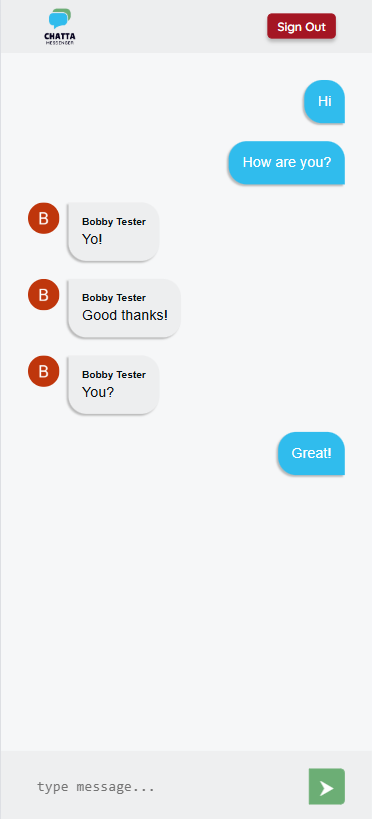 CHATTA
MESSENGER
Sign Out
Hi
How are you?
B
Bobby Tester
Yo!
B
Bobby Tester
Good thanks!
B
Bobby Tester
You?
Great!
type message...